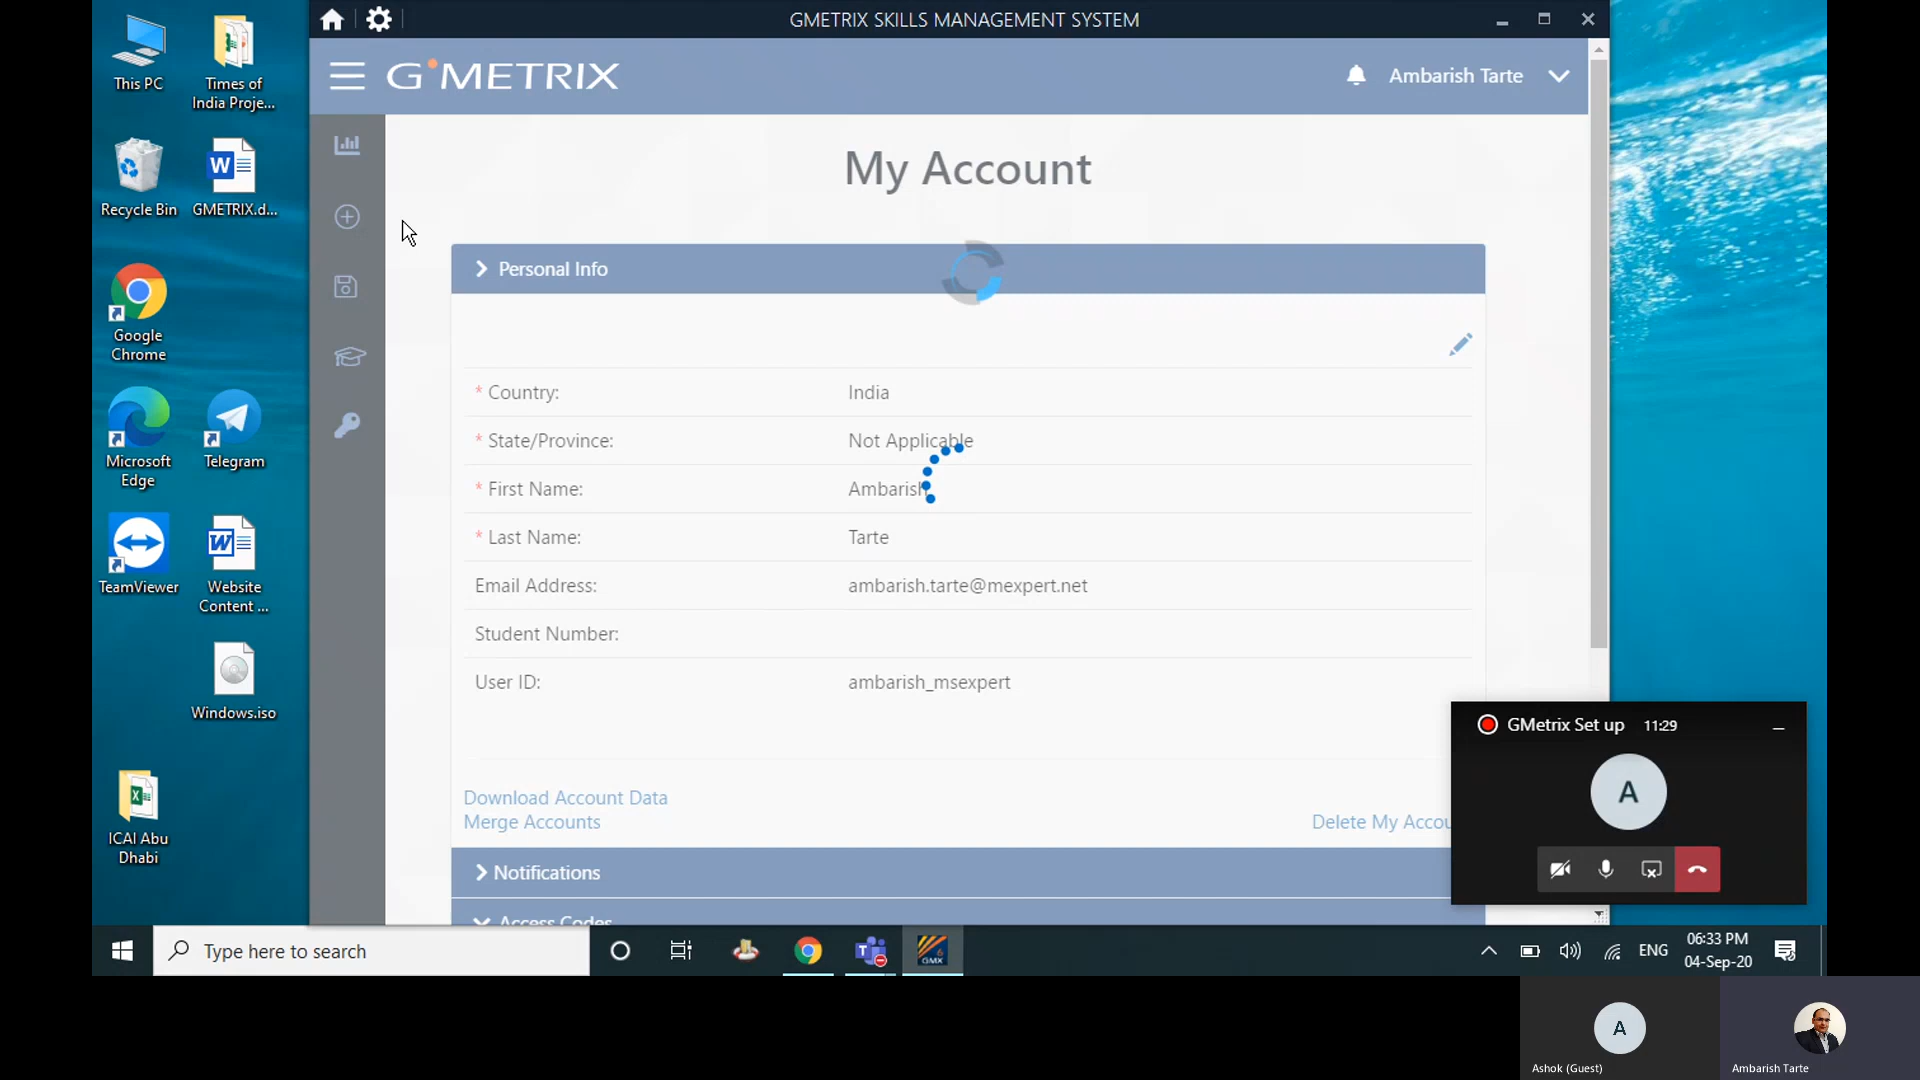 GMETRIX SKILLS MANAGEMENT SYSTEM
GMETRIX
Ambarish Tarte
My Account
Personal Info
* Country: India
* State/Province: Not Applicable
* First Name: Ambarish
* Last Name: Tarte
Email Address: ambarish.tarte@mexpert.net
Student Number:
User ID: ambarish_msexpert
Download Account Data
Merge Accounts
Delete My Accou
Notifications
Access Codes
This PC
Times of
India Proje...
Recycle Bin
GMETRIX.d...
Google
Chrome
Microsoft
Edge
Telegram
TeamViewer
Website
Content ...
Windows.iso
ICAI Abu
Dhabi
GMetrix Set up 11:29
A
Type here to search
T
GMX
ENG
06:33 PM
04-Sep-20
A
Ashok (Guest)
Ambarish Tarte